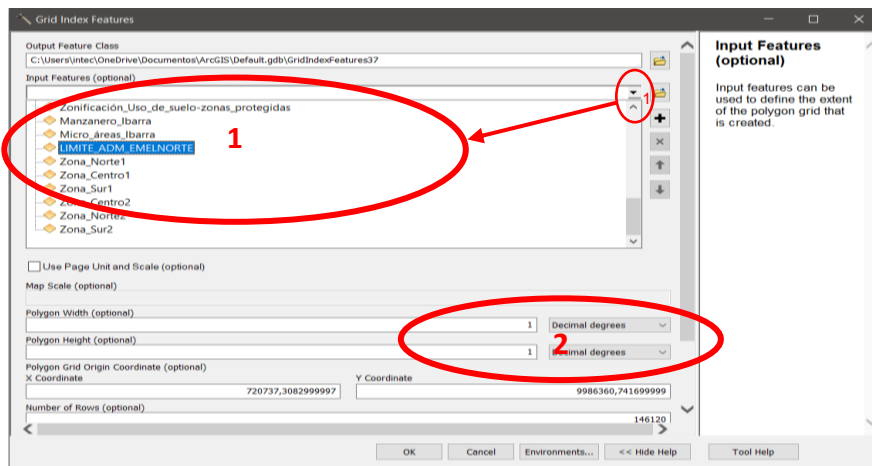 Grid Index Features
Output Feature Class
C:\Users\intec\OneDrive\Documentos\ArcGIS\Default.gdb\GridIndexFeatures37
Input Features (optional)
1
Zonificación_Uso_de_suelo-zonas_protegidas
Manzanero_Ibarra
Micro_áreas_Ibarra
1
LIMITE_ADM_EMELNORTE
Zona_Norte1
Zona_Centro1
Zona_Sur1
Zona_Centro2
Zona_Norte2
Zona_Sur2
Use Page Unit and Scale (optional)
Map Scale (optional)
Polygon Width (optional)
1 Decimal degrees
Polygon Height (optional)
2
1 Decimal degrees
Polygon Grid Origin Coordinate (optional)
X Coordinate Y Coordinate
720737,3082999997 9986360,741699999
Number of Rows (optional)
146120
OK Cancel Environments... << Hide Help Tool Help
Input Features
(optional)
Input features can be
used to define the extent
of the polygon grid that
is created.